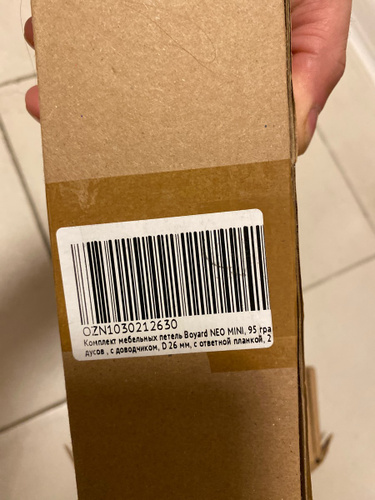 OZN1030212630
Комплект мебельных петель Boyard NEO MINI, 95 гра
дусов , с доводчиком, D 26 мм, с ответной планкой, 2